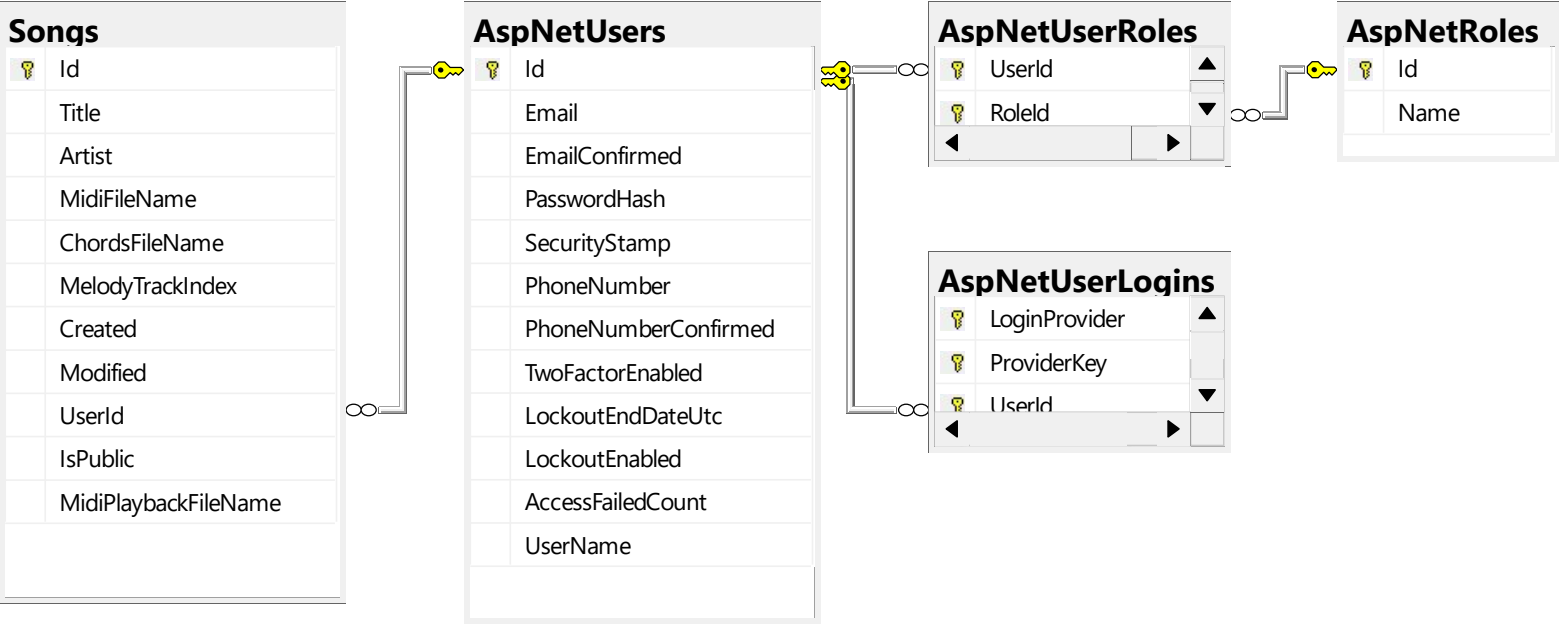 Songs
Id
Title
Artist
MidiFileName
ChordsFileName
MelodyTrackIndex
Created
Modified
UserId
IsPublic
MidiPlaybackFileName
AspNetUsers
Id
Email
EmailConfirmed
PasswordHash
SecurityStamp
PhoneNumber
PhoneNumberConfirmed
TwoFactorEnabled
LockoutEndDateUtc
LockoutEnabled
AccessFailedCount
UserName
AspNetUserRoles
UserId
RoleId
AspNetUserLogins
LoginProvider
ProviderKey
UserId
AspNetRoles
Id
Name